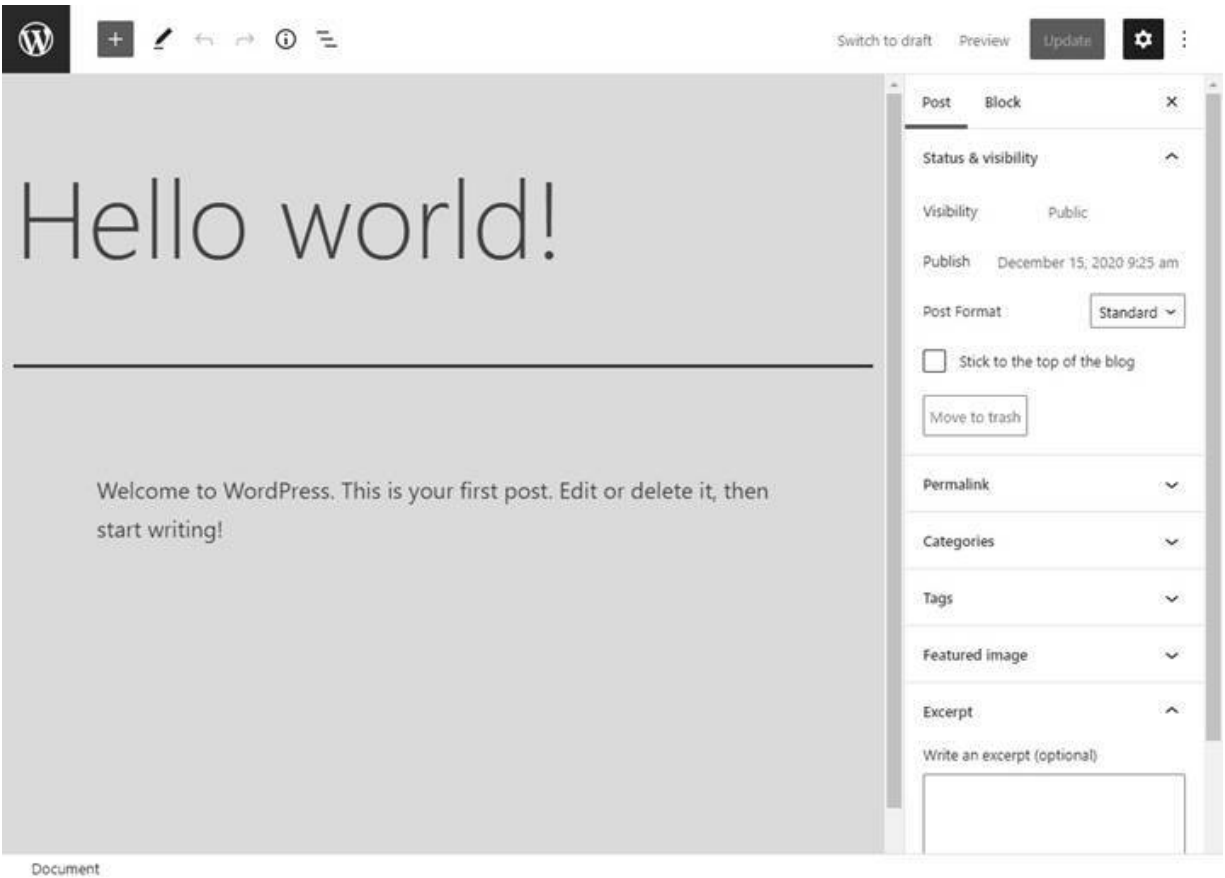 Switch to draft Preview Update
Post Block
Status & visibility
Hello world!
Visibility Public
Publish December 15, 2020 9:25 am
Post Format Standard
Stick to the top of the blog
Move to trash
Welcome to WordPress. This is your first post. Edit or delete it, then
start writing!
Permalink
Categories
Tags
Featured image
Excerpt
Write an excerpt (optional)
Document